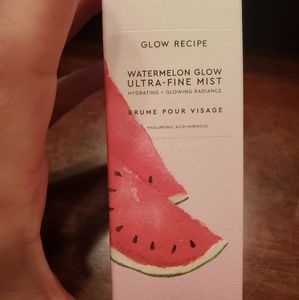 GLOW RECIPE
WATERMELON GLOW
ULTRA-FINE MIST
HYDRATING + GLOWING RADIANCE
BRUME POUR VISAGE
HYALURONIC ACID+HIBISCUS